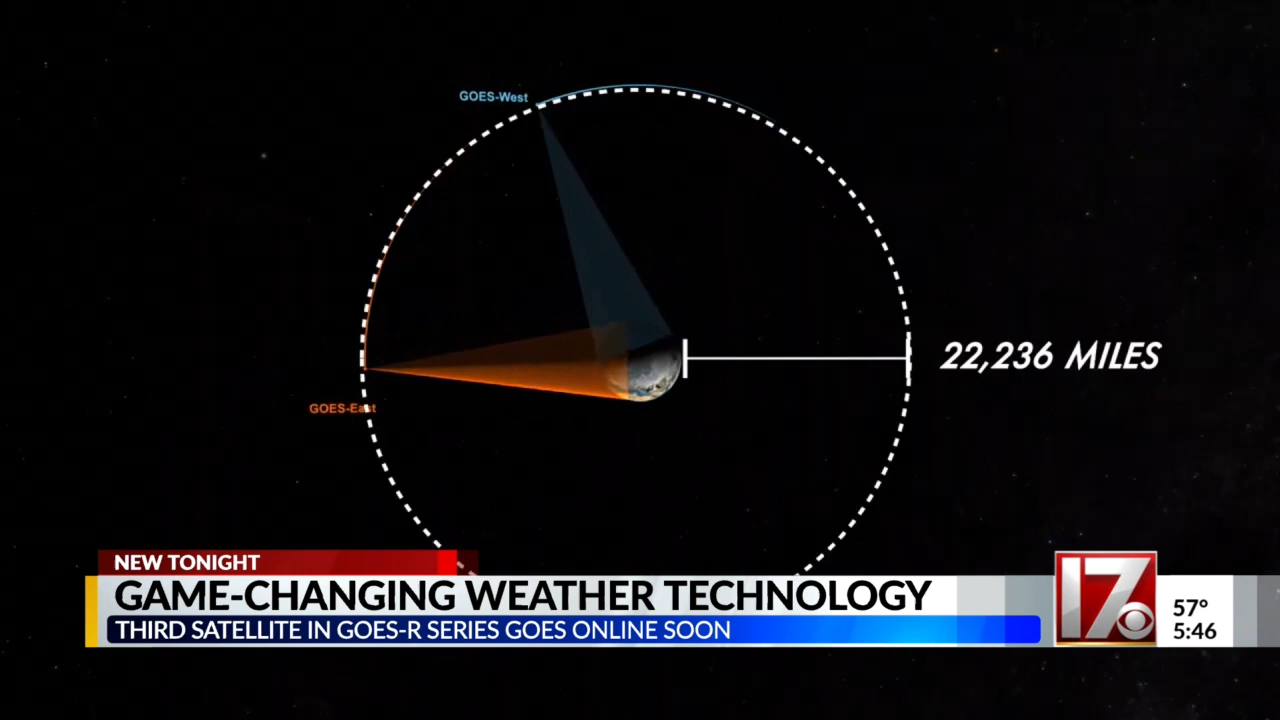 GOES-West
22,236 MILES
GOES-East
NEW TONIGHT
GAME-CHANGING WEATHER TECHNOLOGY
THIRD SATELLITE IN GOES-R SERIES GOES ONLINE SOON
17
57°
5:46